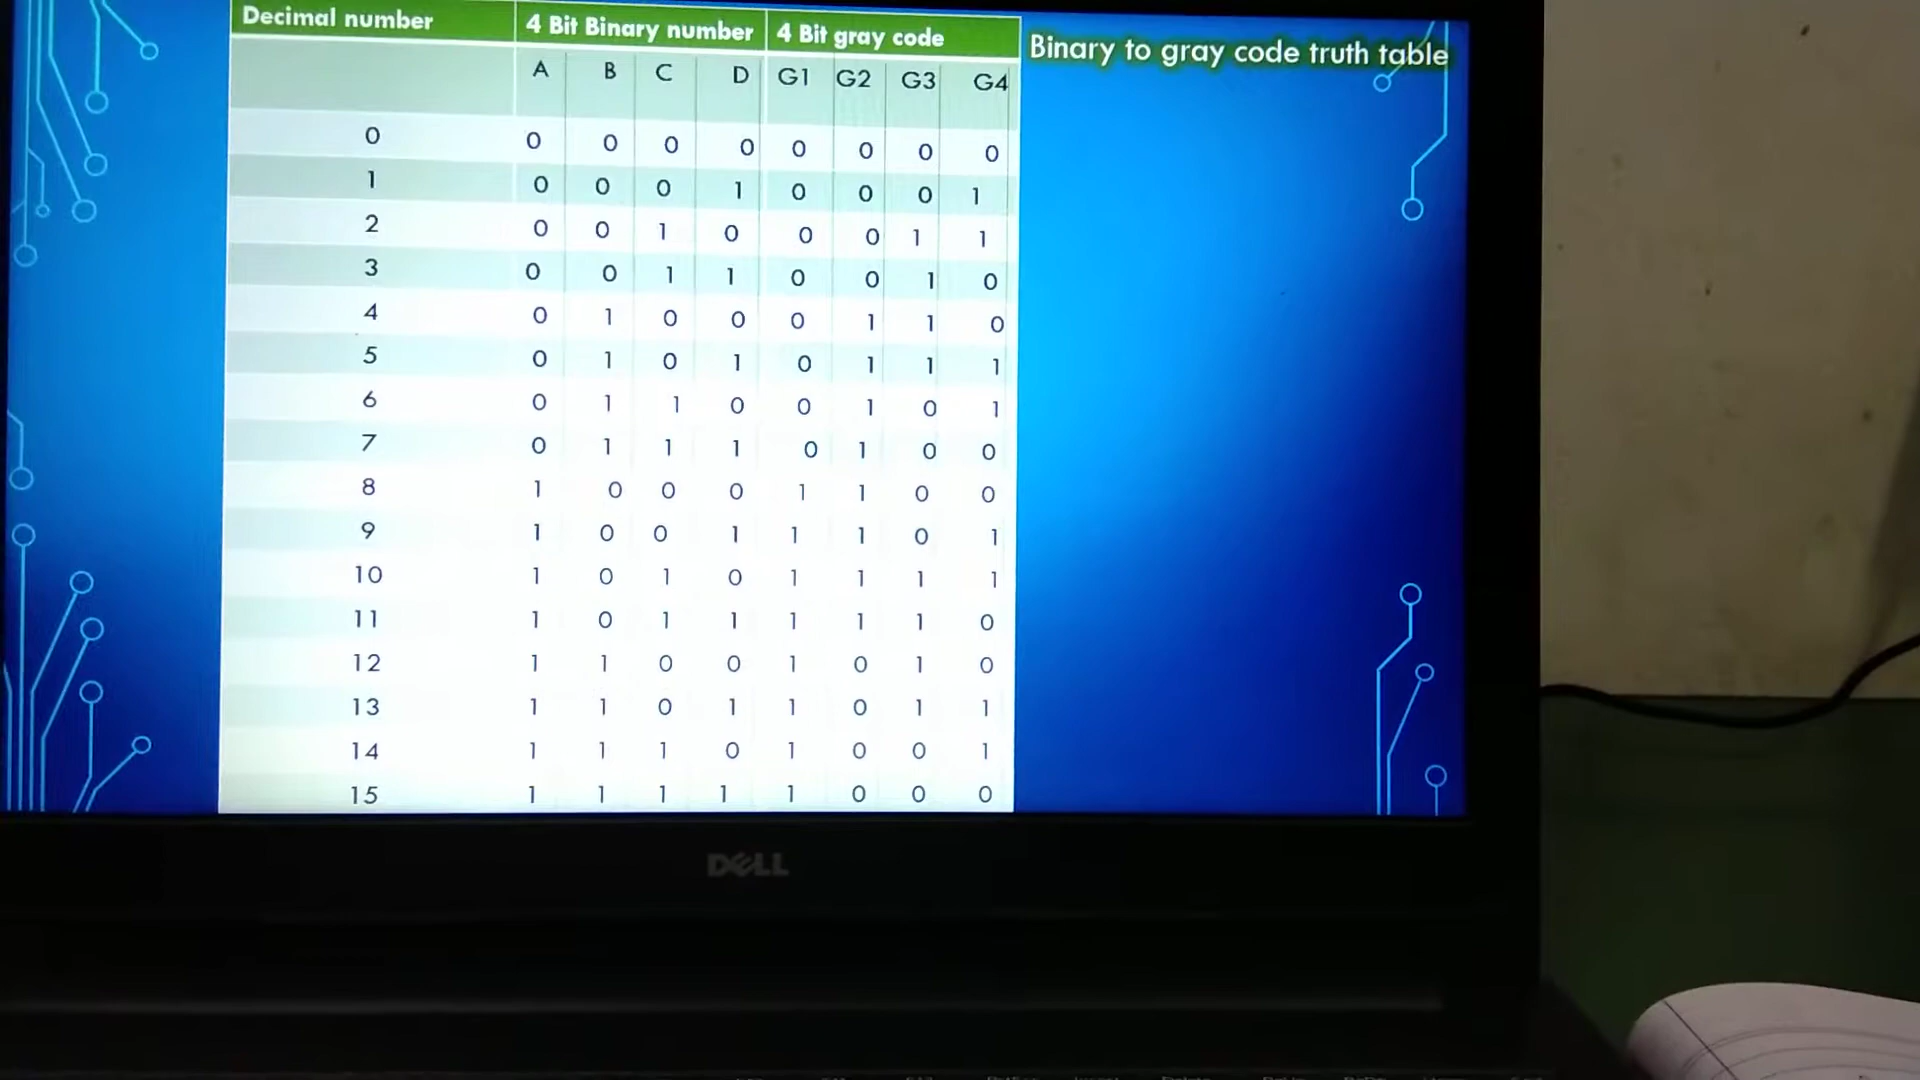 Decimal number 4 Bit Binary number 4 Bit gray code
Binary to gray code truth table
A B C D G1 G2 G3 G4
0 0 0 0 0 0 0 0 0
1 0 0 0 1 0 0 0 1
2 0 0 1 0 0 0 1 1
3 0 0 1 1 0 0 1 0
4 0 1 0 0 0 1 1 0
5 0 1 0 1 0 1 1 1
6 0 1 1 0 0 1 0 1
7 0 1 1 1 0 1 0 0
8 1 0 0 0 1 1 0 0
9 1 0 0 1 1 1 0 1
10 1 0 1 0 1 1 1 1
11 1 0 1 1 1 1 1 0
12 1 1 0 0 1 0 1 0
13 1 1 0 1 1 0 1 1
14 1 1 1 0 1 0 0 1
15 1 1 1 1 1 0 0 0
DELL